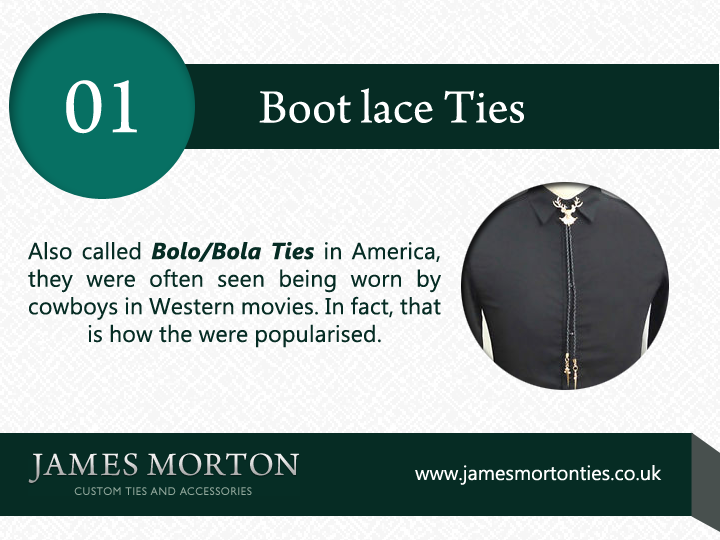 01
Boot lace Ties
Also called Bolo/Bola Ties in America,
they were often seen being worn by
cowboys in Western movies. In fact, that
is how the were popularised.
JAMES MORTON
CUSTOM TIES AND ACCESSORIES
www.jamesmortonties.co.uk